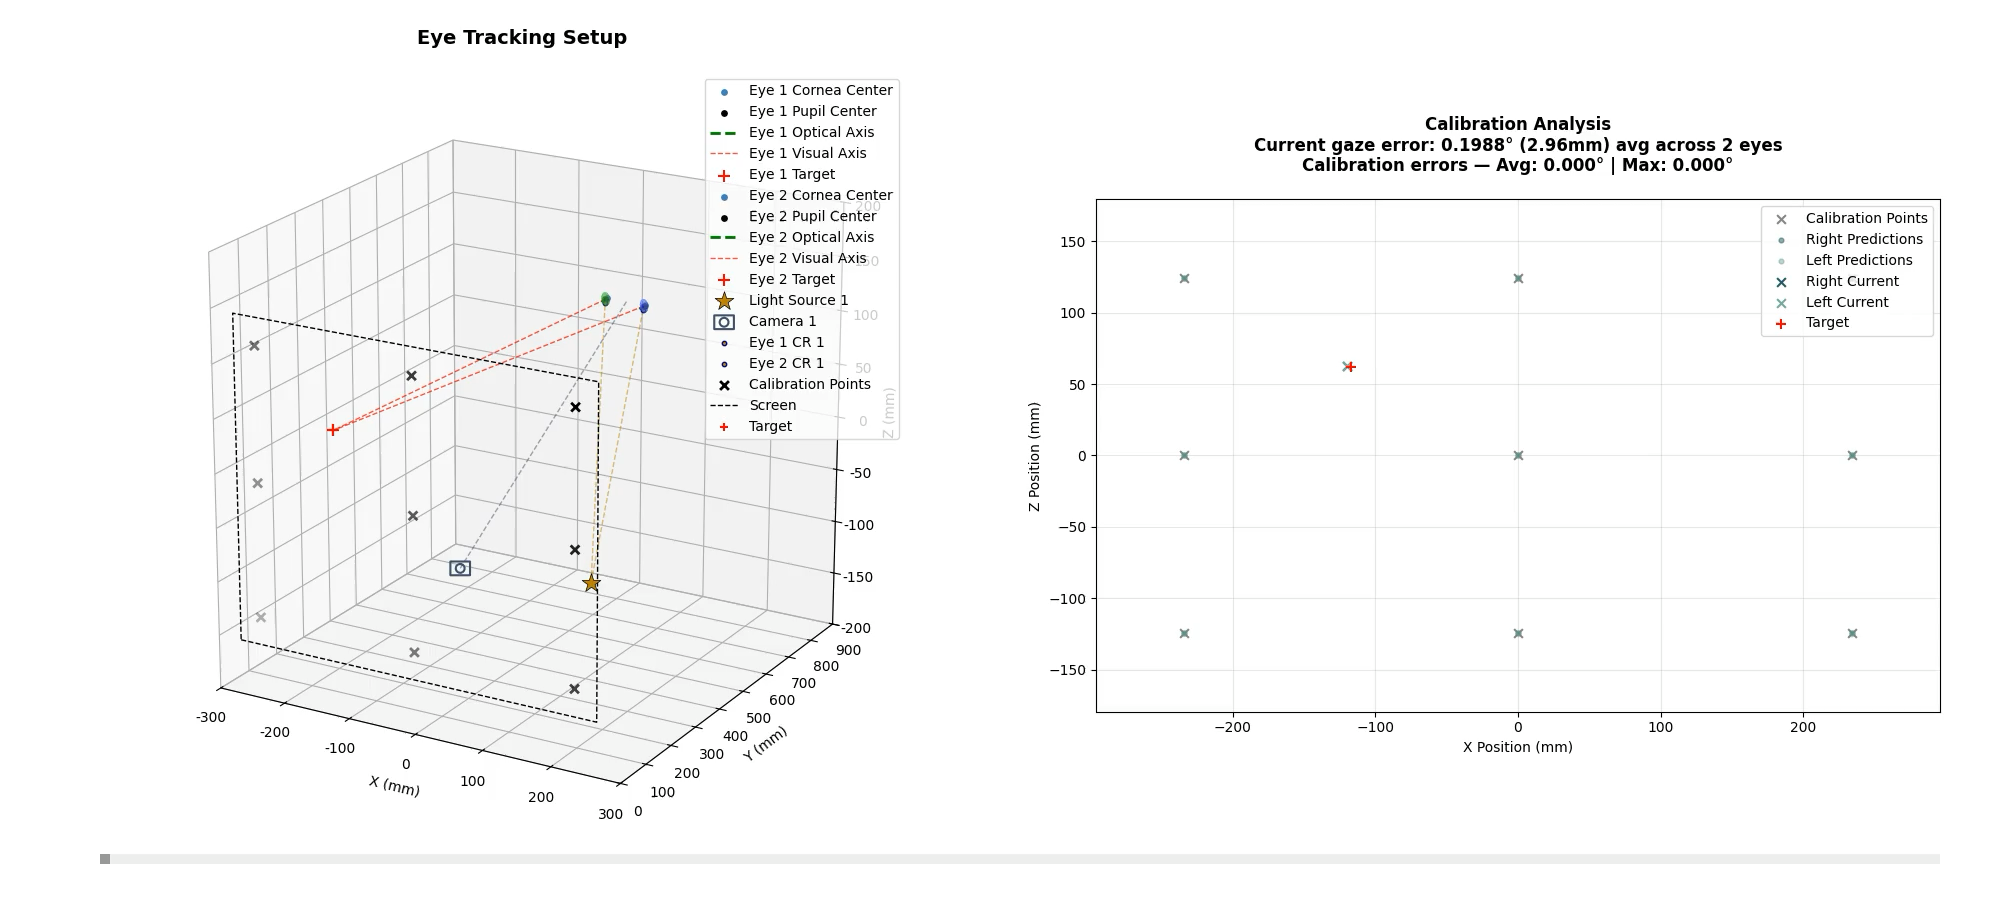 Eye Tracking Setup
Eye 1 Cornea Center
Eye 1 Pupil Center
Eye 1 Optical Axis
Eye 1 Visual Axis
Eye 1 Target
Eye 2 Cornea Center
Eye 2 Pupil Center
Eye 2 Optical Axis
Eye 2 Visual Axis
Eye 2 Target
Light Source 1
Camera 1
Eye 1 CR 1
Eye 2 CR 1
Calibration Points
Screen
Target
200
150
100
50
0
-50
-100
-150
-200
Z (mm)
900
800
700
600
500
400
300
200
100
0
Y (mm)
-300
-200
-100
0
100
200
300
X (mm)
Calibration Analysis
Current gaze error: 0.1988° (2.96mm) avg across 2 eyes
Calibration errors — Avg: 0.000° | Max: 0.000°
Calibration Points
Right Predictions
Left Predictions
Right Current
Left Current
Target
150
100
50
0
−50
−100
−150
Z Position (mm)
−200
−100
0
100
200
X Position (mm)